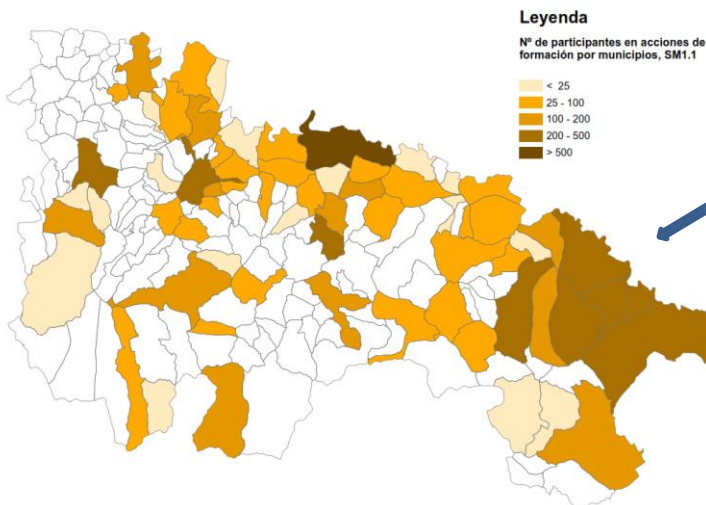 Leyenda
Nº de participantes en acciones de
formación por municipios, SM1.1
< 25
25 - 100
100 - 200
200 - 500
> 500